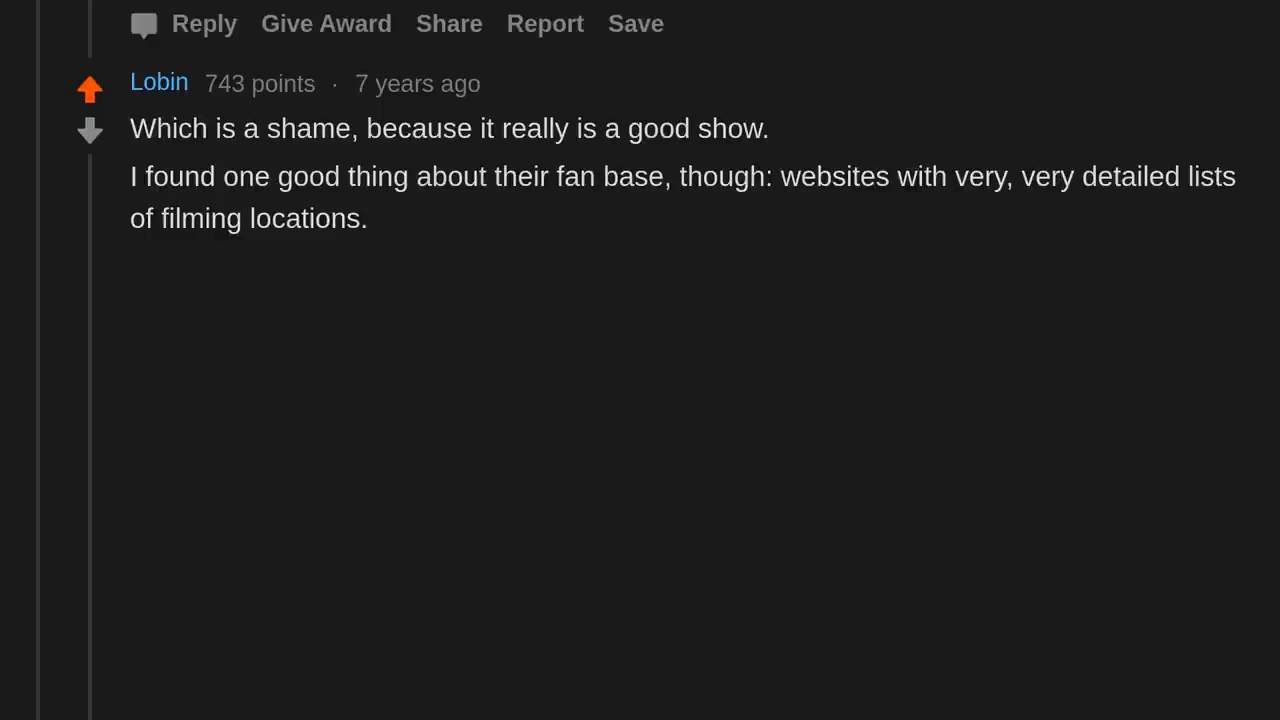 Reply Give Award Share Report Save
Lobin 743 points · 7 years ago
Which is a shame, because it really is a good show.
I found one good thing about their fan base, though: websites with very, very detailed lists
of filming locations.